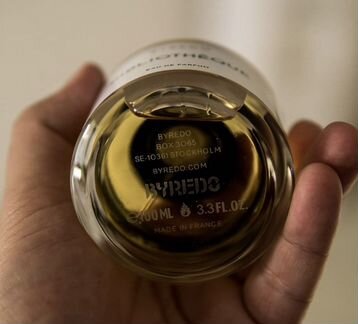 BIBLIOTHÈQUE
EAU DE PARFUM
BYREDO
BOX 3065
SE-10361 STOCKHOLM
BYREDO.COM
BYREDO
100ML 3.3 FL.OZ.
MADE IN FRANCE